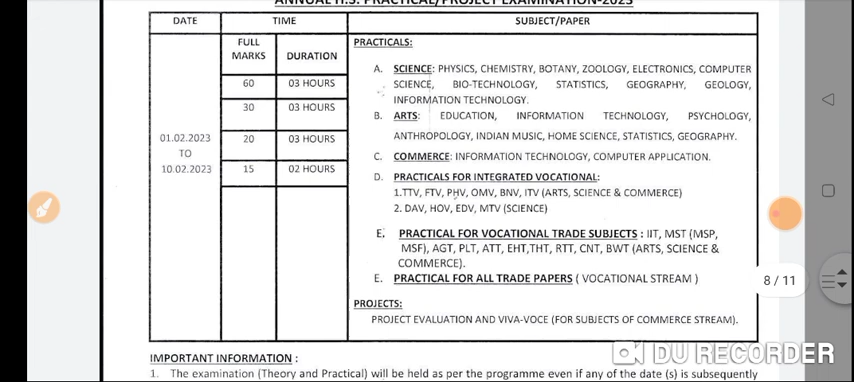 ANNUAL H.S. PRACTICAL/PROJECT EXAMINATION-2023
DATE TIME SUBJECT/PAPER
FULL MARKS DURATION
60 03 HOURS
30 03 HOURS
20 03 HOURS
15 02 HOURS
01.02.2023
TO
10.02.2023
PRACTICALS:
A. SCIENCE: PHYSICS, CHEMISTRY, BOTANY, ZOOLOGY, ELECTRONICS, COMPUTER
SCIENCE, BIO-TECHNOLOGY, STATISTICS, GEOGRAPHY, GEOLOGY,
INFORMATION TECHNOLOGY.
B. ARTS: EDUCATION, INFORMATION TECHNOLOGY, PSYCHOLOGY,
ANTHROPOLOGY, INDIAN MUSIC, HOME SCIENCE, STATISTICS, GEOGRAPHY.
C. COMMERCE: INFORMATION TECHNOLOGY, COMPUTER APPLICATION.
D. PRACTICALS FOR INTEGRATED VOCATIONAL:
1.TTV, FTV, PHV, OMV, BNV, ITV (ARTS, SCIENCE & COMMERCE)
2. DAV, HOV, EDV, MTV (SCIENCE)
E. PRACTICAL FOR VOCATIONAL TRADE SUBJECTS : IIT, MST (MSP,
MSF), AGT, PLT, ATT, EHT,THT, RTT, CNT, BWT (ARTS, SCIENCE &
COMMERCE).
E. PRACTICAL FOR ALL TRADE PAPERS ( VOCATIONAL STREAM )
PROJECTS:
PROJECT EVALUATION AND VIVA-VOCE (FOR SUBJECTS OF COMMERCE STREAM).
8 / 11
DU RECORDER
IMPORTANT INFORMATION :
1. The examination (Theory and Practical) will be held as per the programme even if any of the date (s) is subsequently